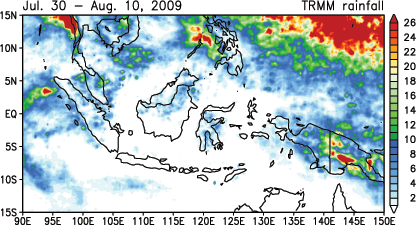 Jul. 30 – Aug. 10, 2009 TRMM rainfall
15N
10N
5N
EQ
5S
10S
15S
90E 95E 100E 105E 110E 115E 120E 125E 130E 135E 140E 145E 150E
28
26
24
22
20
18
16
14
12
10
8
6
4
2